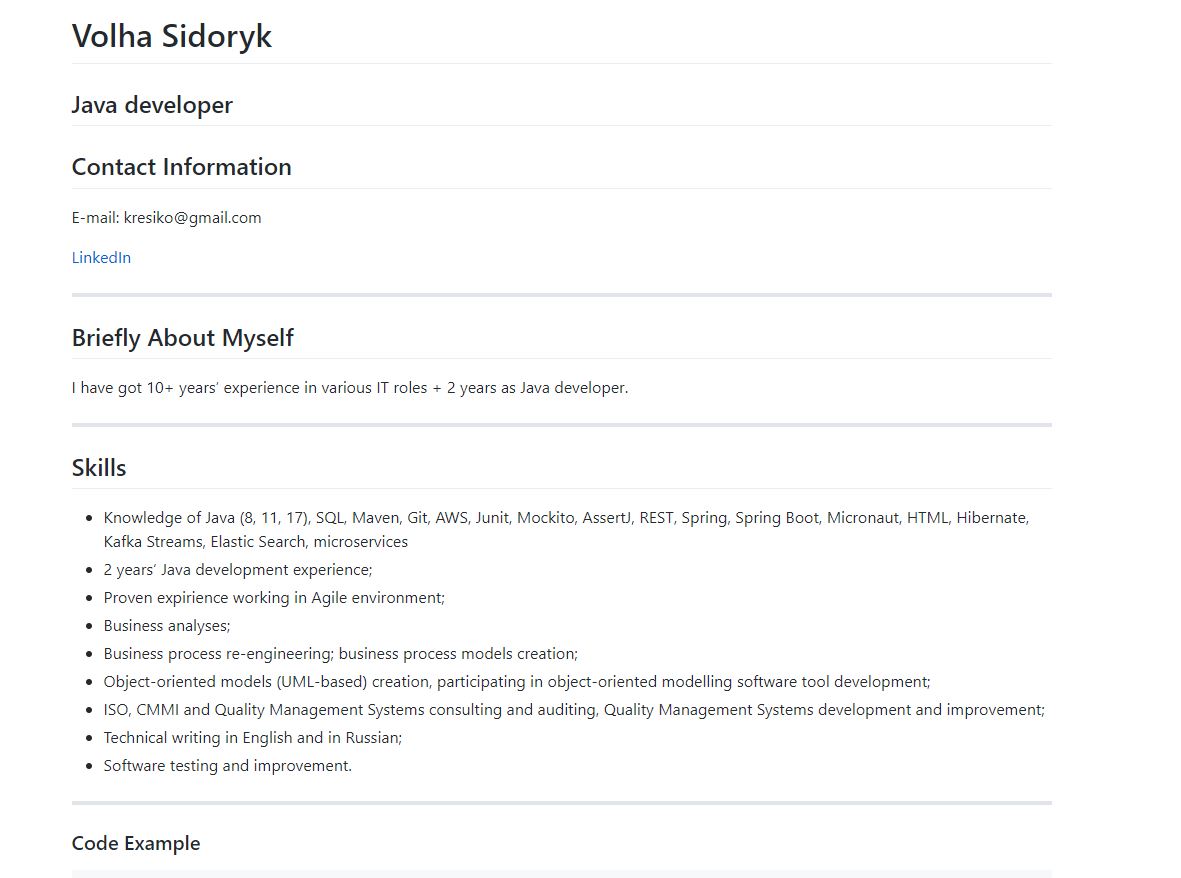 Volha Sidoryk
Java developer
Contact Information
E-mail: kresiko@gmail.com
LinkedIn
Briefly About Myself
I have got 10+ years’ experience in various IT roles + 2 years as Java developer.
Skills
Knowledge of Java (8, 11, 17), SQL, Maven, Git, AWS, Junit, Mockito, AssertJ, REST, Spring, Spring Boot, Micronaut, HTML, Hibernate,
Kafka Streams, Elastic Search, microservices
2 years’ Java development experience;
Proven expirience working in Agile environment;
Business analyses;
Business process re-engineering; business process models creation;
Object-oriented models (UML-based) creation, participating in object-oriented modelling software tool development;
ISO, CMMI and Quality Management Systems consulting and auditing, Quality Management Systems development and improvement;
Technical writing in English and in Russian;
Software testing and improvement.
Code Example